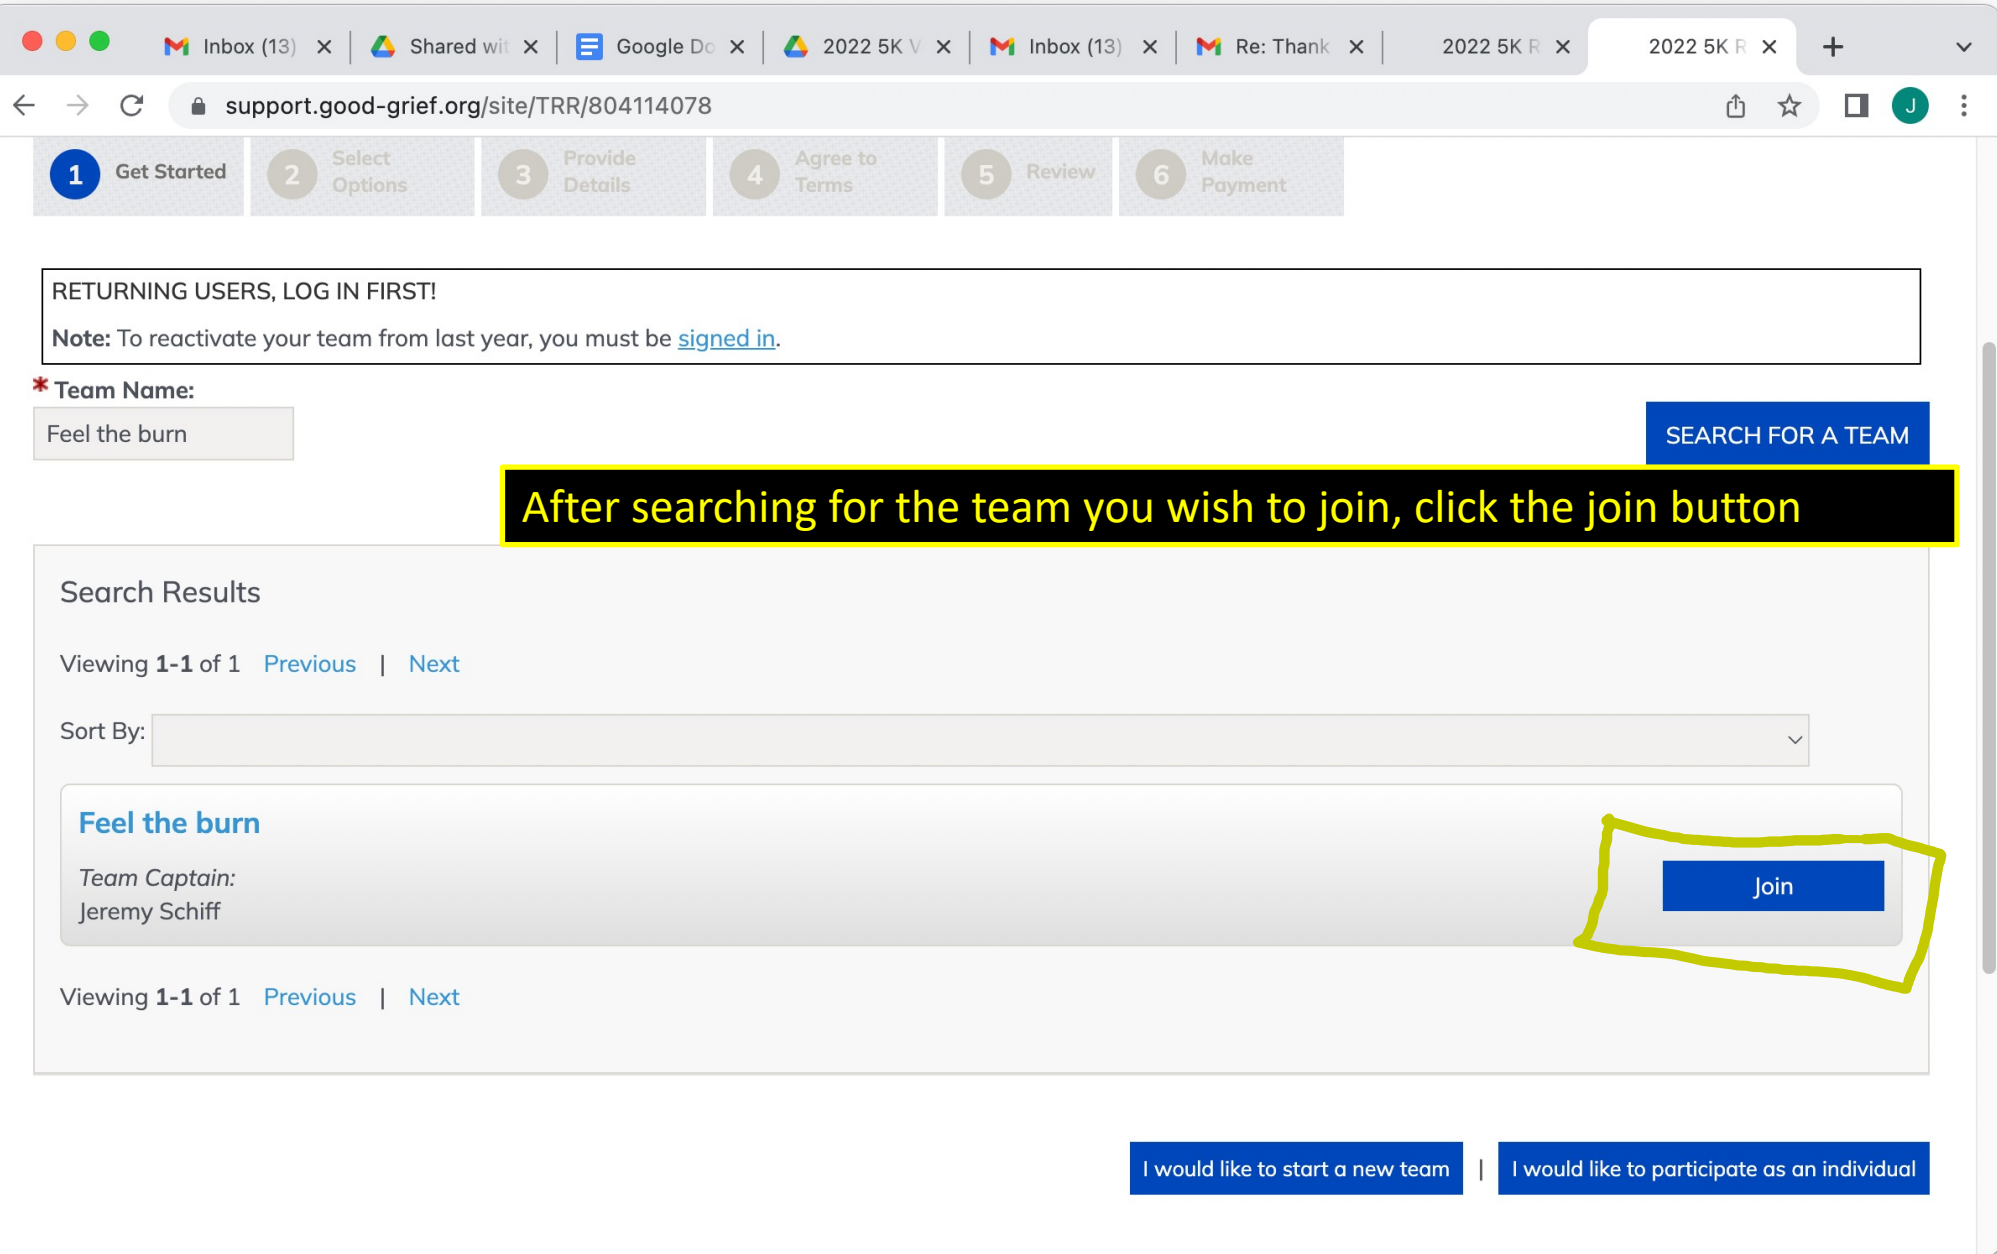 Inbox (13)
Shared wit
Google Do
2022 5K V
Inbox (13)
Re: Thank
2022 5K R
2022 5K R
support.good-grief.org/site/TRR/804114078
J
1 Get Started
2 Select Options
3 Provide Details
4 Agree to Terms
5 Review
6 Make Payment
RETURNING USERS, LOG IN FIRST!
Note: To reactivate your team from last year, you must be signed in.
* Team Name:
Feel the burn
SEARCH FOR A TEAM
After searching for the team you wish to join, click the join button
Search Results
Viewing 1-1 of 1 Previous | Next
Sort By:
Feel the burn
Team Captain:
Jeremy Schiff
Join
Viewing 1-1 of 1 Previous | Next
I would like to start a new team | I would like to participate as an individual